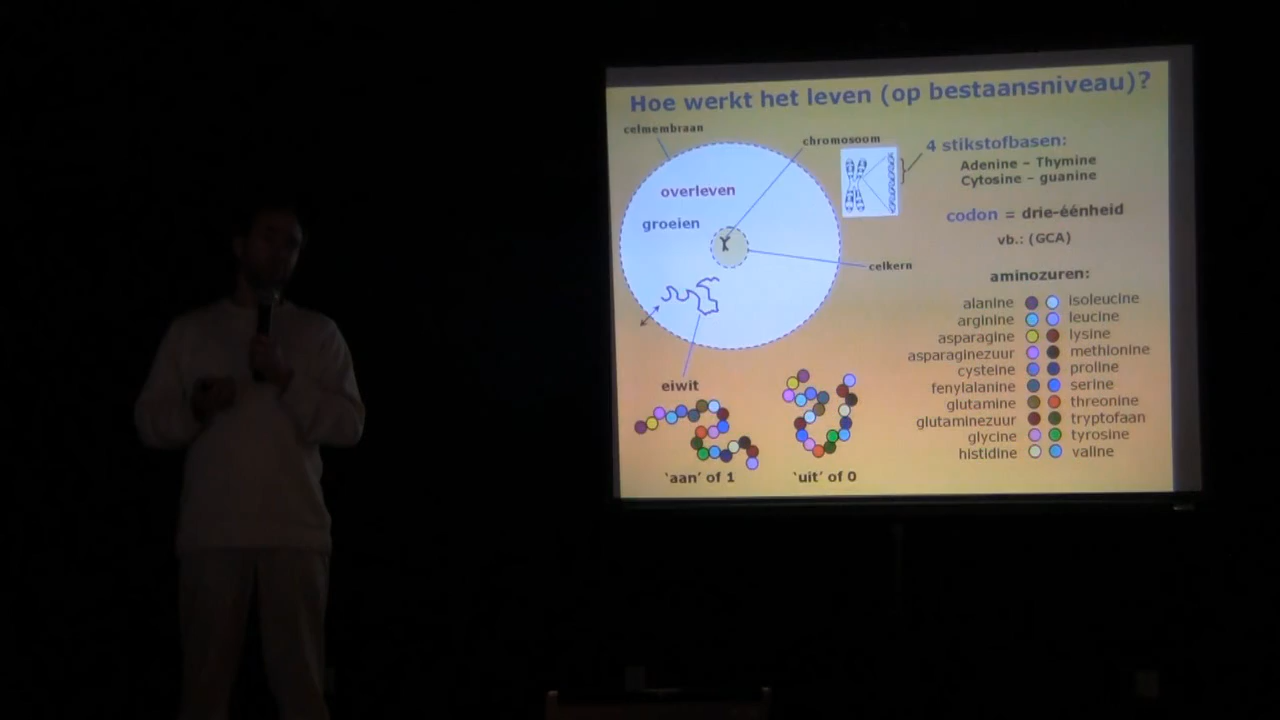 Hoe werkt het leven (op bestaansniveau)?
celmembraan
chromosoom
4 stikstofbasen:
Adenine – Thymine
Cytosine – guanine
overleven
groeien
codon = drie-éénheid
vb.: (GCA)
celkern
aminozuren:
alanine isoleucine
arginine leucine
asparagine lysine
asparaginezuur methionine
cysteine proline
fenylalanine serine
glutamine threonine
glutaminezuur tryptofaan
glycine tyrosine
histidine valine
eiwit
'aan' of 1
'uit' of 0